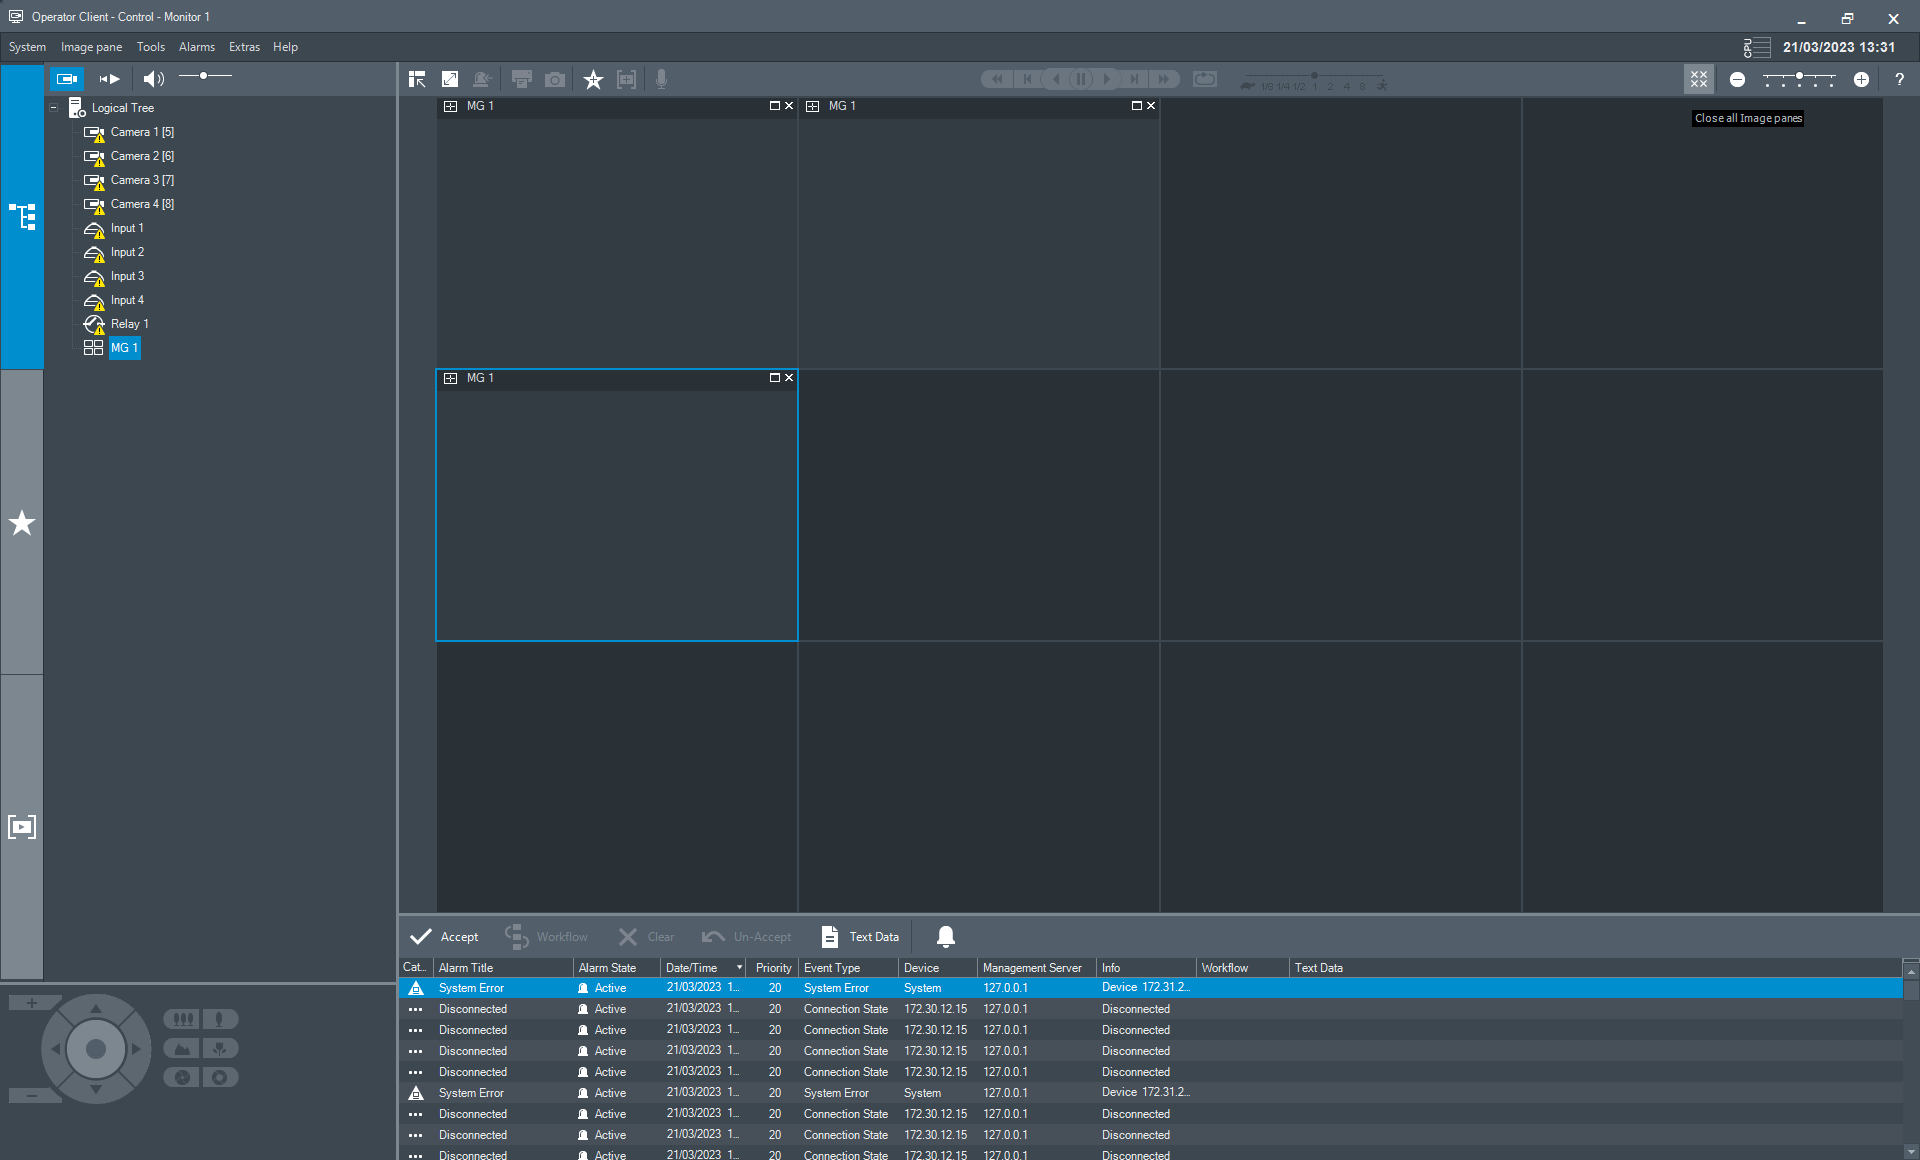 Operator Client - Control - Monitor 1
System Image pane Tools Alarms Extras Help
CPU 21/03/2023 13:31
1/8 1/4 1/2 1 2 4 8
?
Close all Image panes
Logical Tree
Camera 1 [5]
Camera 2 [6]
Camera 3 [7]
Camera 4 [8]
Input 1
Input 2
Input 3
Input 4
Relay 1
MG 1
MG 1 MG 1
MG 1
Accept Workflow Clear Un-Accept Text Data
Cat... Alarm Title Alarm State Date/Time Priority Event Type Device Management Server Info Workflow Text Data
System Error Active 21/03/2023 1... 20 System Error System 127.0.0.1 Device 172.31.2...
Disconnected Active 21/03/2023 1... 20 Connection State 172.30.12.15 127.0.0.1 Disconnected
Disconnected Active 21/03/2023 1... 20 Connection State 172.30.12.15 127.0.0.1 Disconnected
Disconnected Active 21/03/2023 1... 20 Connection State 172.30.12.15 127.0.0.1 Disconnected
Disconnected Active 21/03/2023 1... 20 Connection State 172.30.12.15 127.0.0.1 Disconnected
System Error Active 21/03/2023 1... 20 System Error System 127.0.0.1 Device 172.31.2...
Disconnected Active 21/03/2023 1... 20 Connection State 172.30.12.15 127.0.0.1 Disconnected
Disconnected Active 21/03/2023 1... 20 Connection State 172.30.12.15 127.0.0.1 Disconnected
Disconnected Active 21/03/2023 1... 20 Connection State 172.30.12.15 127.0.0.1 Disconnected